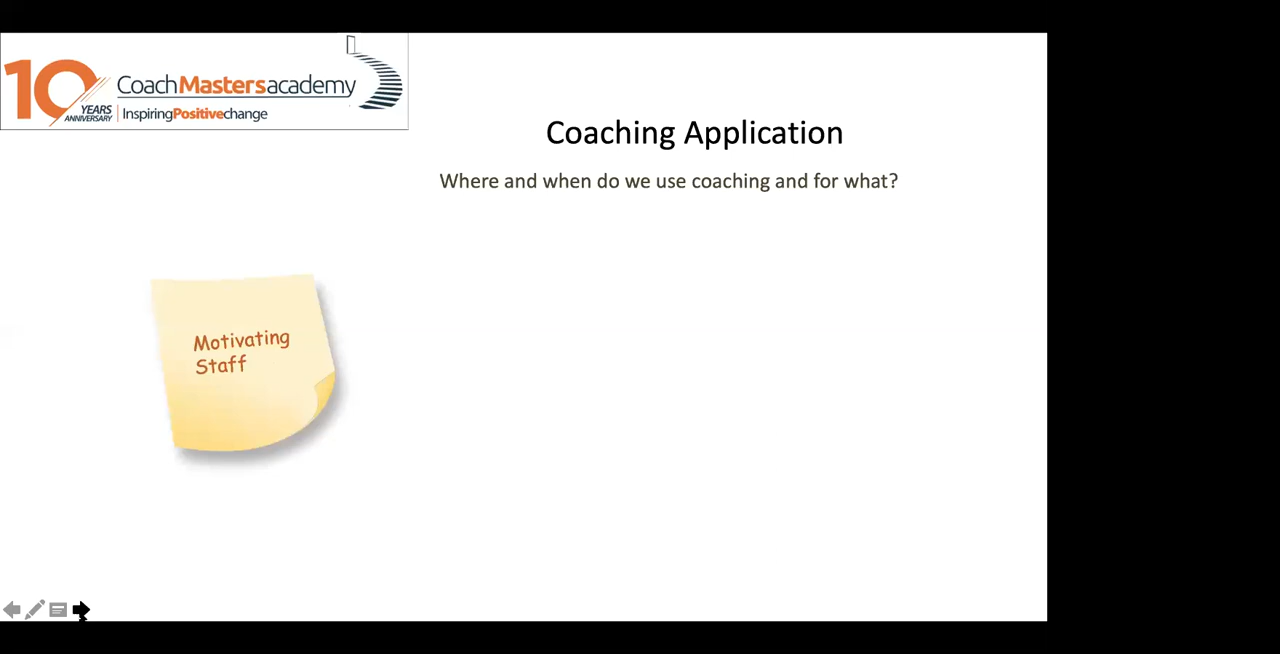 10
YEARS
ANNIVERSARY
CoachMastersacademy
InspiringPositivechange
Coaching Application
Where and when do we use coaching and for what?
Motivating
Staff